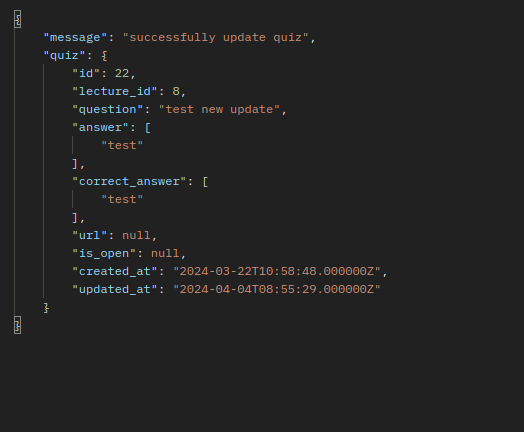 {
    "message": "successfully update quiz",
    "quiz": {
        "id": 22,
        "lecture_id": 8,
        "question": "test new update",
        "answer": [
            "test"
        ],
        "correct_answer": [
            "test"
        ],
        "url": null,
        "is_open": null,
        "created_at": "2024-03-22T10:58:48.000000Z",
        "updated_at": "2024-04-04T08:55:29.000000Z"
    }
}